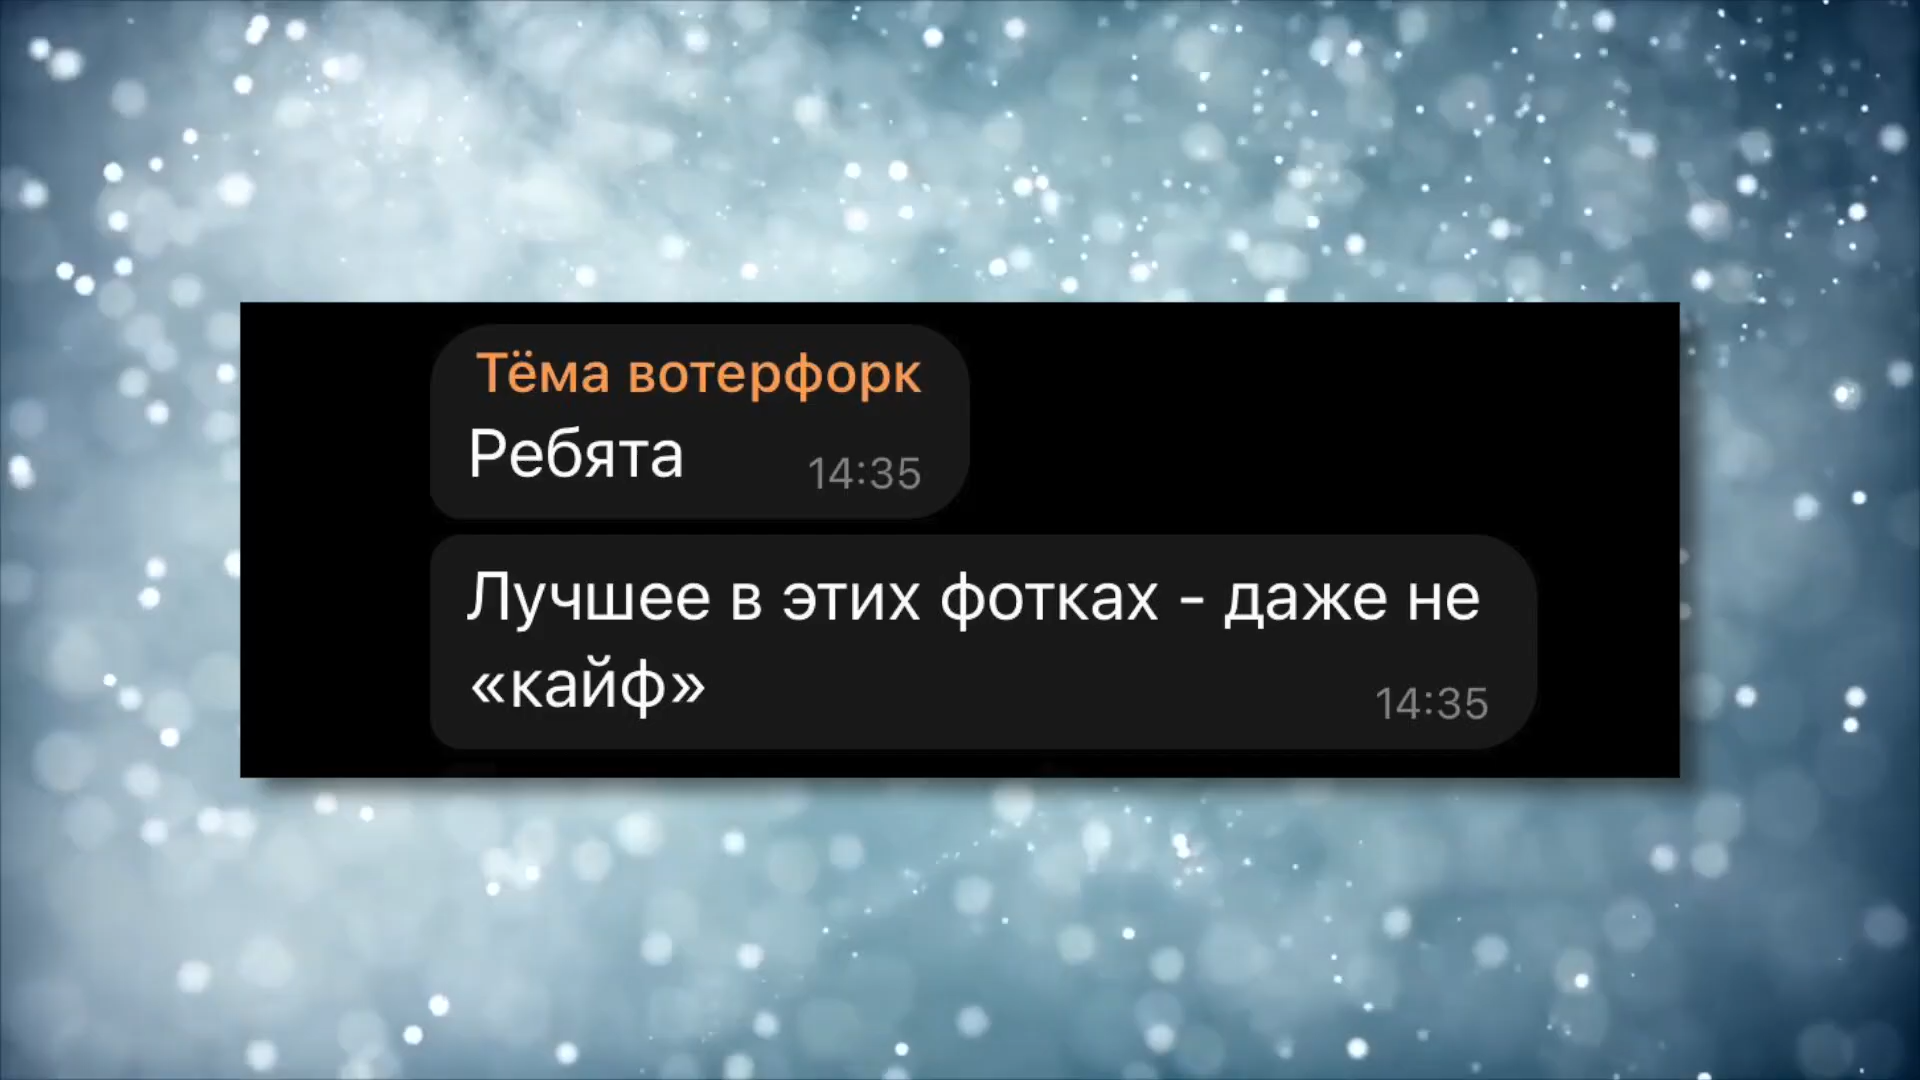 Тёма вотерфорк
Ребята
14:35
Лучшее в этих фотках - даже не
«кайф»
14:35